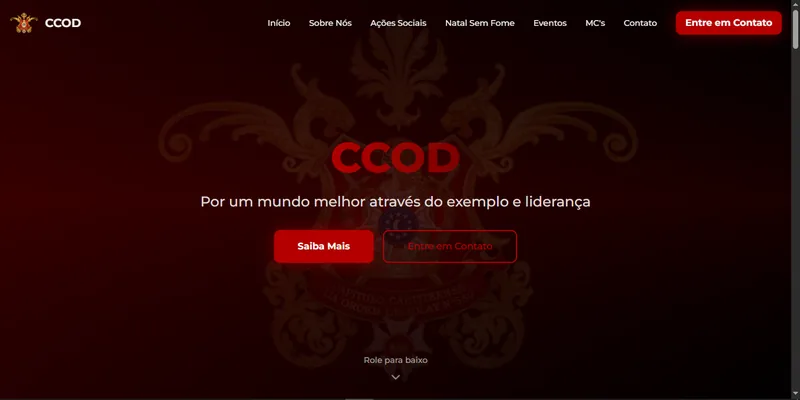 CCOD
Início
Sobre Nós
Ações Sociais
Natal Sem Fome
Eventos
MC's
Contato
Entre em Contato
CCOD
Por um mundo melhor através do exemplo e liderança
Saiba Mais
Entre em Contato
Role para baixo